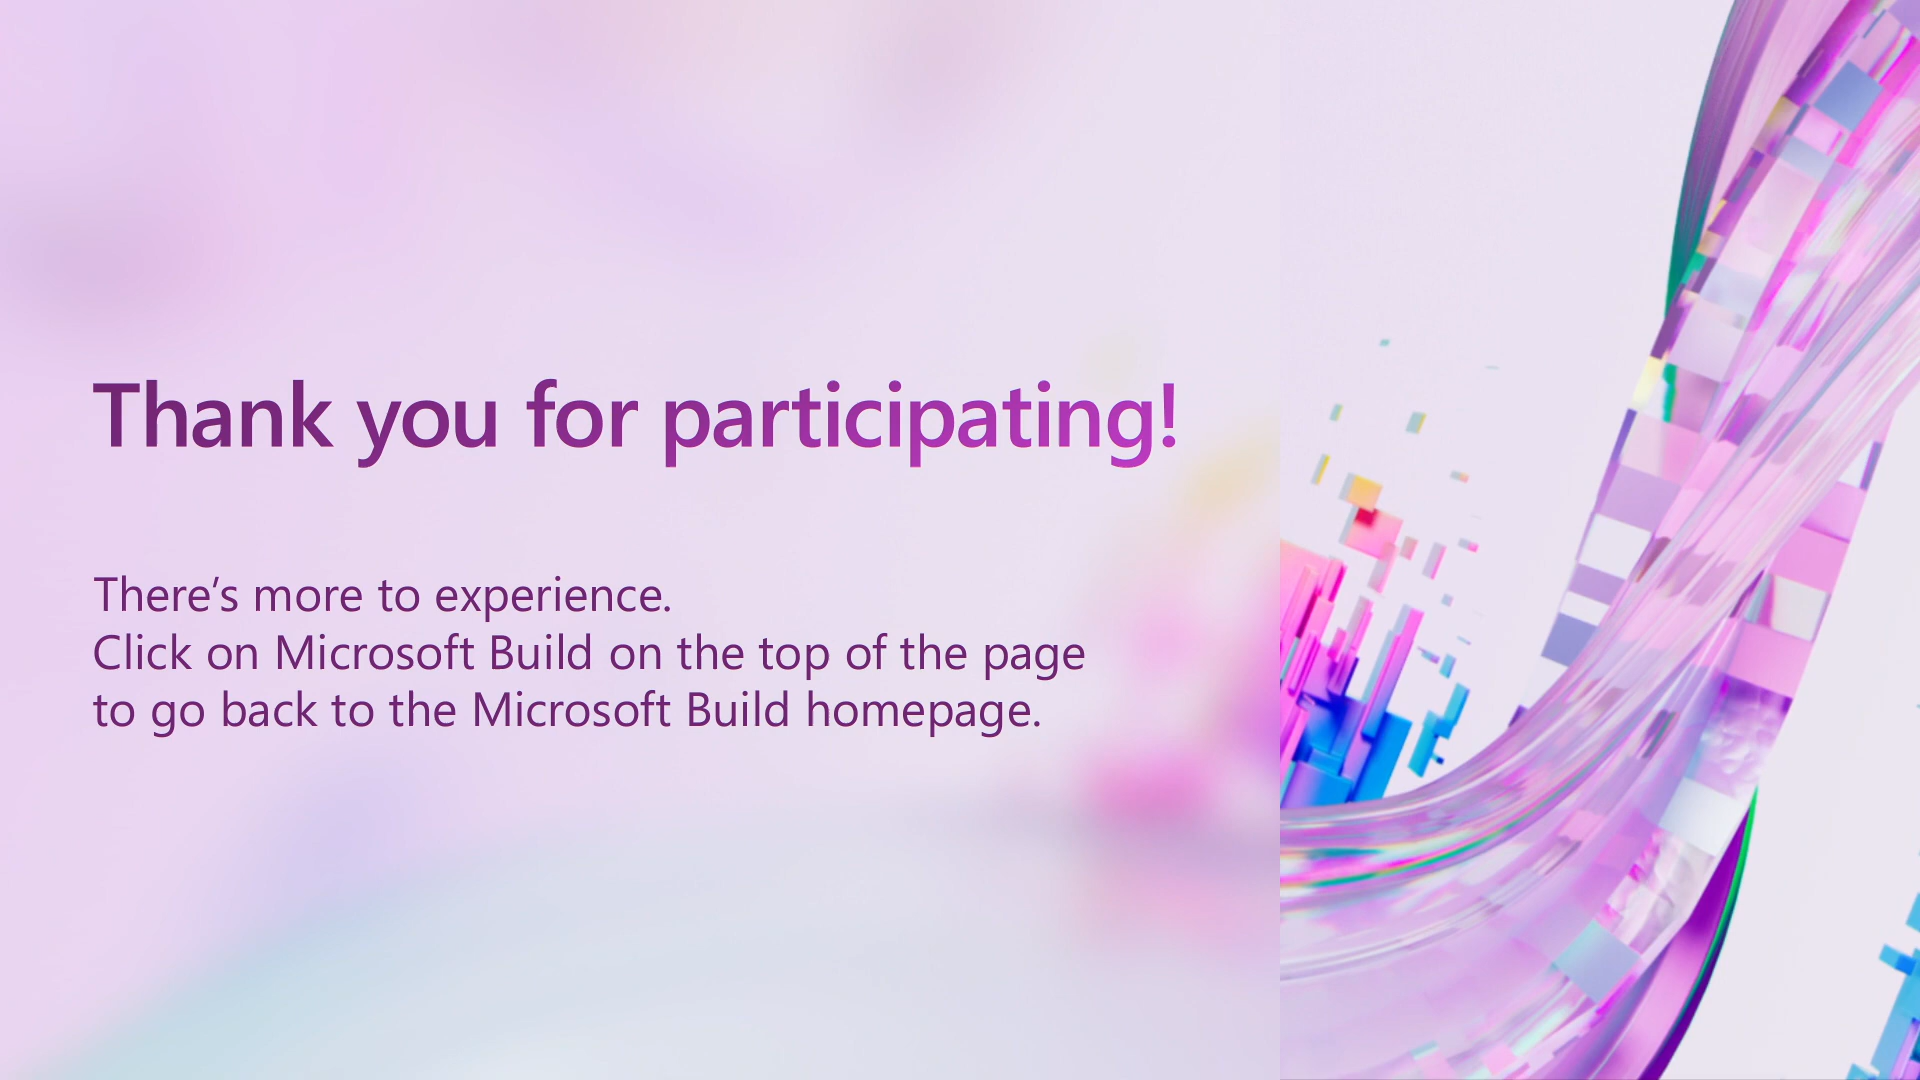 Thank you for participating!
There’s more to experience.
Click on Microsoft Build on the top of the page
to go back to the Microsoft Build homepage.